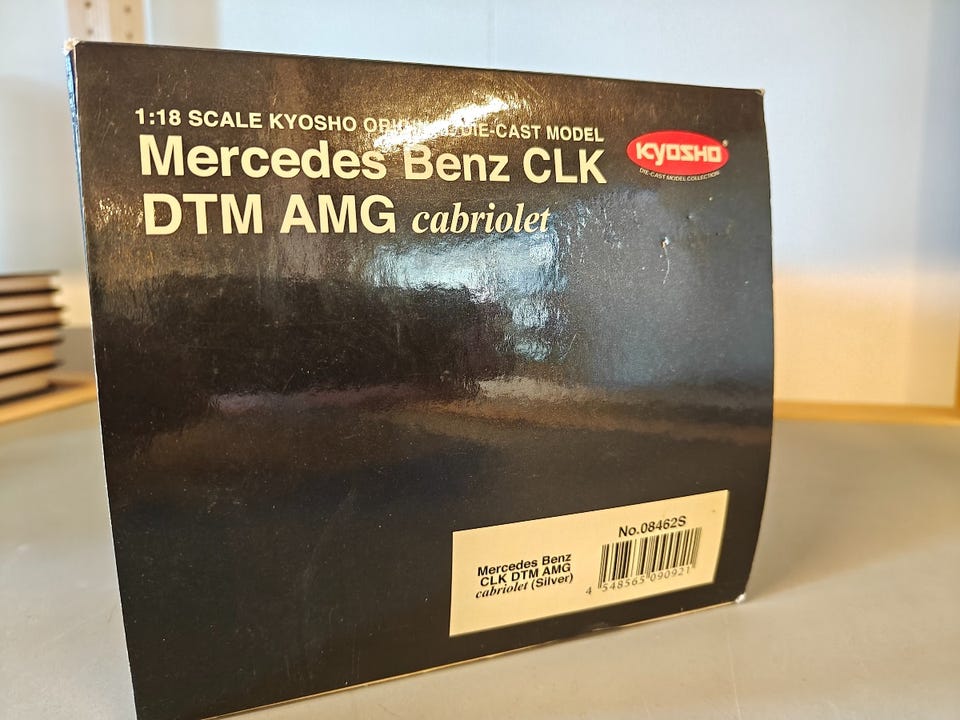 1:18 SCALE KYOSHO ORIGINAL DIE-CAST MODEL
Mercedes Benz CLK
DTM AMG cabriolet
KYOSHO
DIE-CAST MODEL COLLECTION
No.08462S
Mercedes Benz
CLK DTM AMG
cabriolet (Silver)
4 548565 090921